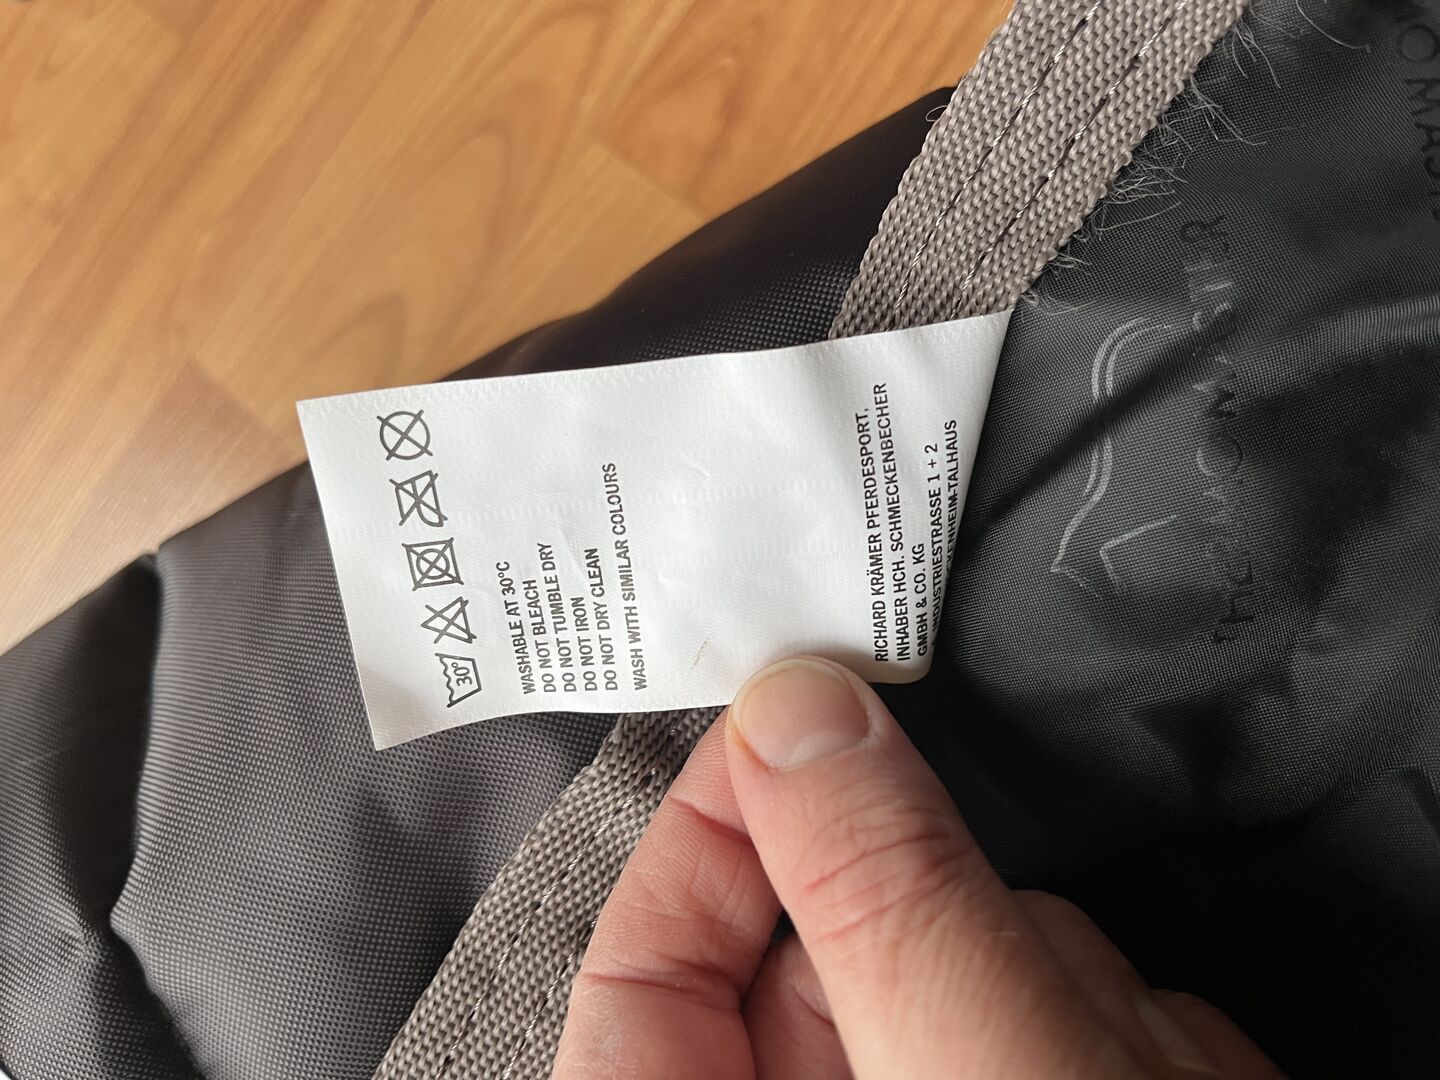 30°
WASHABLE AT 30°C
DO NOT BLEACH
DO NOT TUMBLE DRY
DO NOT IRON
DO NOT DRY CLEAN
WASH WITH SIMILAR COLOURS
RICHARD KRÄMER PFERDESPORT,
INHABER HCH. SCHMECKENBECHER
GMBH & CO. KG
INDUSTRIESTRASSE 1 + 2